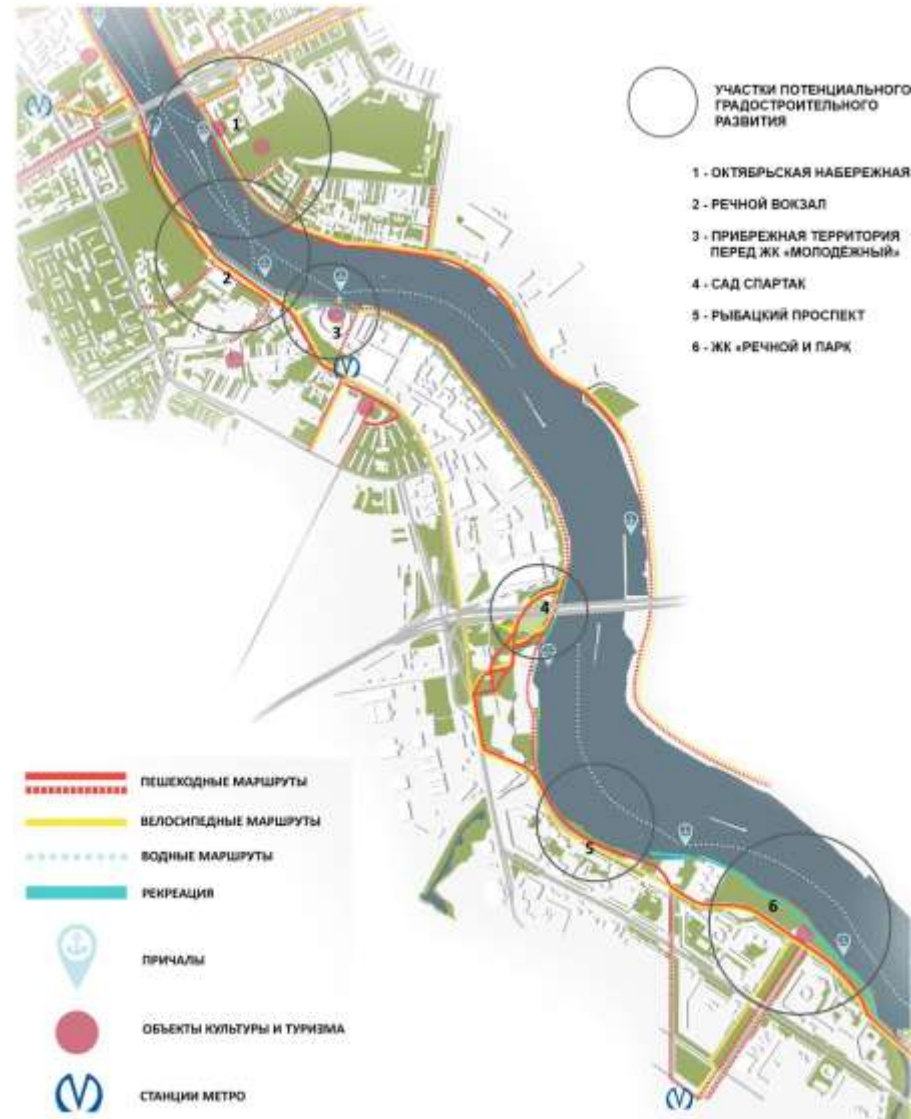 УЧАСТКИ ПОТЕНЦИАЛЬНОГО
ГРАДОСТРОИТЕЛЬНОГО
РАЗВИТИЯ
1 - ОКТЯБРЬСКАЯ НАБЕРЕЖНАЯ
2 - РЕЧНОЙ ВОКЗАЛ
3 - ПРИБРЕЖНАЯ ТЕРРИТОРИЯ
ПЕРЕД ЖК «МОЛОДЁЖНЫЙ»
4 - САД СПАРТАК
5 - РЫБАЦКИЙ ПРОСПЕКТ
6 - ЖК «РЕЧНОЙ И ПАРК
1
2
3
4
5
6
ПЕШЕХОДНЫЕ МАРШРУТЫ
ВЕЛОСИПЕДНЫЕ МАРШРУТЫ
ВОДНЫЕ МАРШРУТЫ
РЕКРЕАЦИЯ
ПРИЧАЛЫ
ОБЪЕКТЫ КУЛЬТУРЫ И ТУРИЗМА
СТАНЦИИ МЕТРО